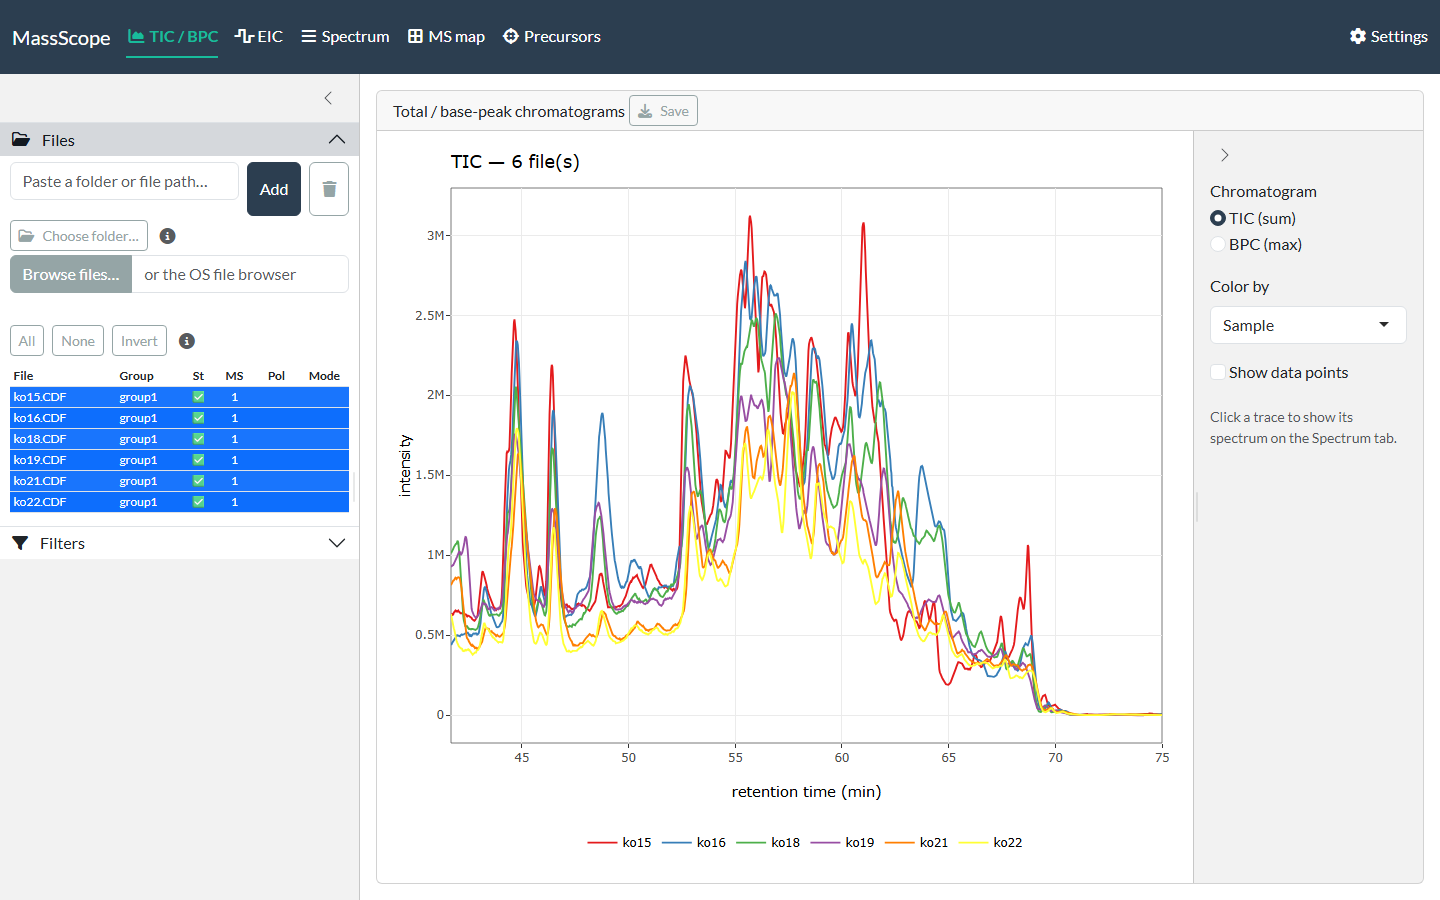 MassScope TIC / BPC EIC Spectrum MS map Precursors Settings
Files
Paste a folder or file path... Add
Choose folder...
Browse files... or the OS file browser
All None Invert
File Group St MS Pol Mode
ko15.CDF group1 1
ko16.CDF group1 1
ko18.CDF group1 1
ko19.CDF group1 1
ko21.CDF group1 1
ko22.CDF group1 1
Filters
Total / base-peak chromatograms Save
TIC — 6 file(s)
3M
2.5M
2M
1.5M
1M
0.5M
0
intensity
45 50 55 60 65 70 75
retention time (min)
ko15 ko16 ko18 ko19 ko21 ko22
Chromatogram
TIC (sum)
BPC (max)
Color by
Sample
Show data points
Click a trace to show its
spectrum on the Spectrum tab.